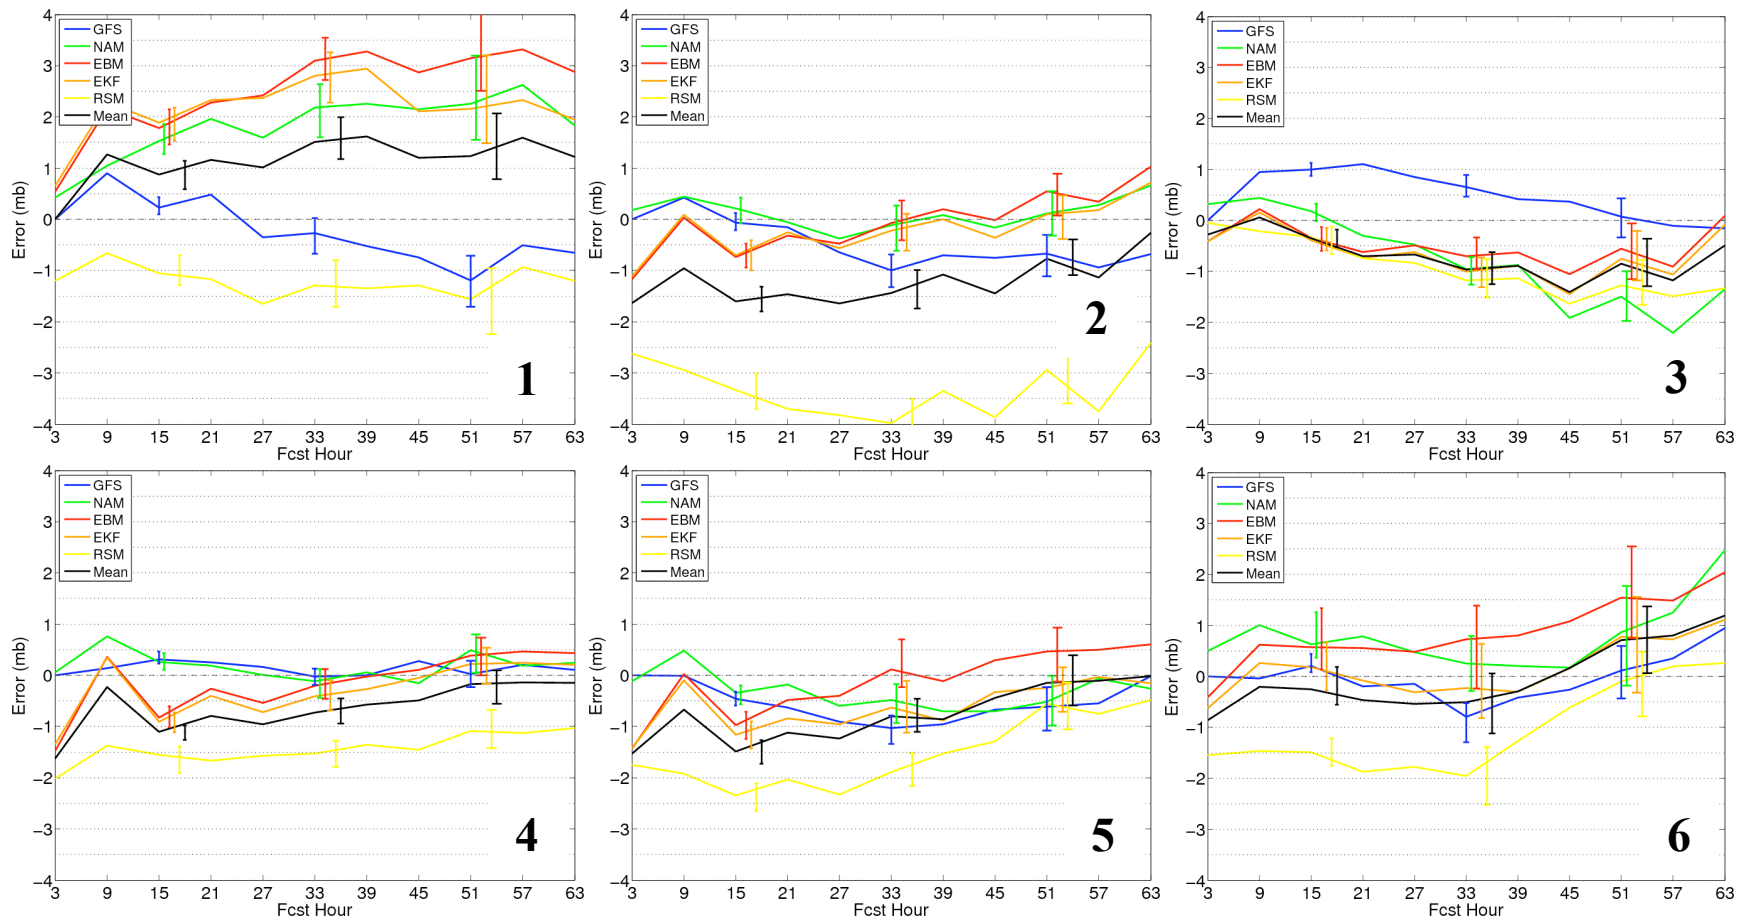 4
3
2
1
0
−1
−2
−3
−4
Error (mb)
GFS
NAM
EBM
EKF
RSM
Mean
1
3 9 15 21 27 33 39 45 51 57 63
Fcst Hour
4
3
2
1
0
−1
−2
−3
−4
Error (mb)
GFS
NAM
EBM
EKF
RSM
Mean
2
3 9 15 21 27 33 39 45 51 57 63
Fcst Hour
4
3
2
1
0
−1
−2
−3
−4
Error (mb)
GFS
NAM
EBM
EKF
RSM
Mean
3
3 9 15 21 27 33 39 45 51 57 63
Fcst Hour
4
3
2
1
0
−1
−2
−3
−4
Error (mb)
GFS
NAM
EBM
EKF
RSM
Mean
4
3 9 15 21 27 33 39 45 51 57 63
Fcst Hour
4
3
2
1
0
−1
−2
−3
−4
Error (mb)
GFS
NAM
EBM
EKF
RSM
Mean
5
3 9 15 21 27 33 39 45 51 57 63
Fcst Hour
4
3
2
1
0
−1
−2
−3
−4
Error (mb)
GFS
NAM
EBM
EKF
RSM
Mean
6
3 9 15 21 27 33 39 45 51 57 63
Fcst Hour